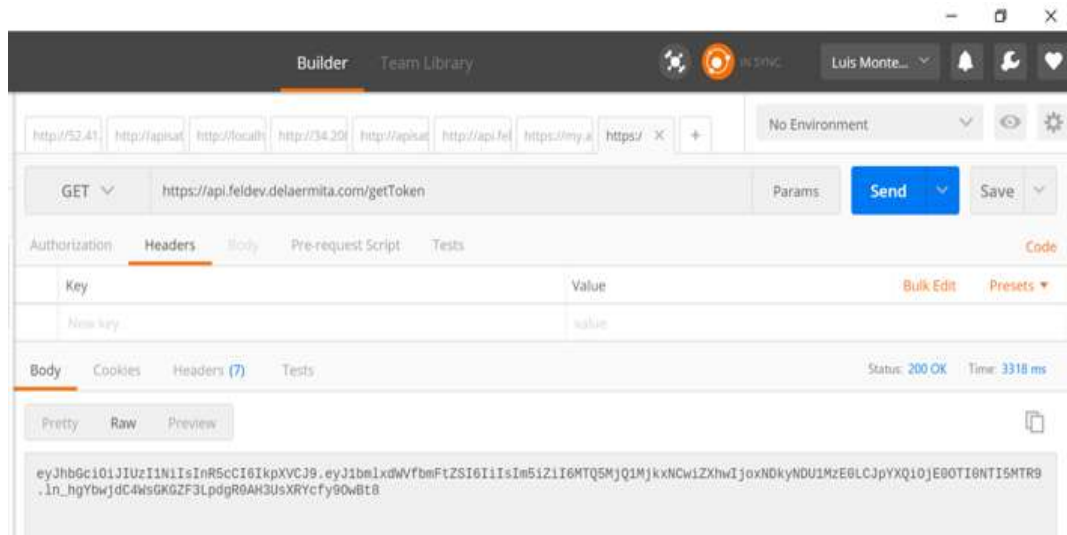 Builder Team Library IN SYNC Luis Monte...
http://52.41. http://apisat http://localh http://34.20 http://apisat http://api.fel https://my.a https:/ No Environment
GET https://api.feldev.delaermita.com/getToken Params Send Save
Authorization Headers Body Pre-request Script Tests Code
Key Value Bulk Edit Presets
New key value
Body Cookies Headers (7) Tests Status: 200 OK Time: 3318 ms
Pretty Raw Preview